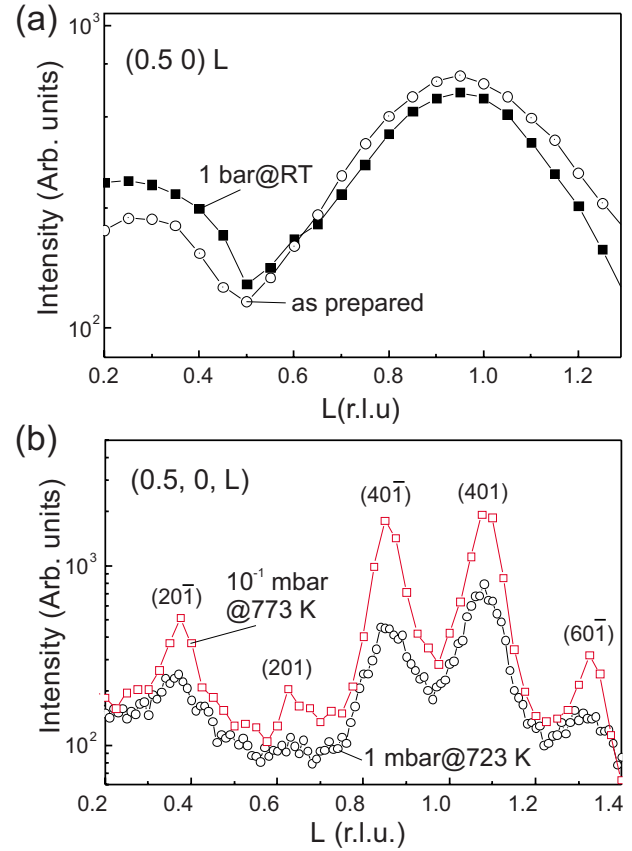 (a)
10³
(0.5 0) L
1 bar@RT
as prepared
10²
Intensity (Arb. units)
0.2 0.4 0.6 0.8 1.0 1.2
L(r.l.u)
(b)
(0.5, 0, L)
(401̅) (401)
10³
10⁻¹ mbar
@773 K
(201̅)
(201)
(601̅)
10²
1 mbar@723 K
Intensity (Arb. units)
0.2 0.4 0.6 0.8 1.0 1.2 1.4
L (r.l.u.)